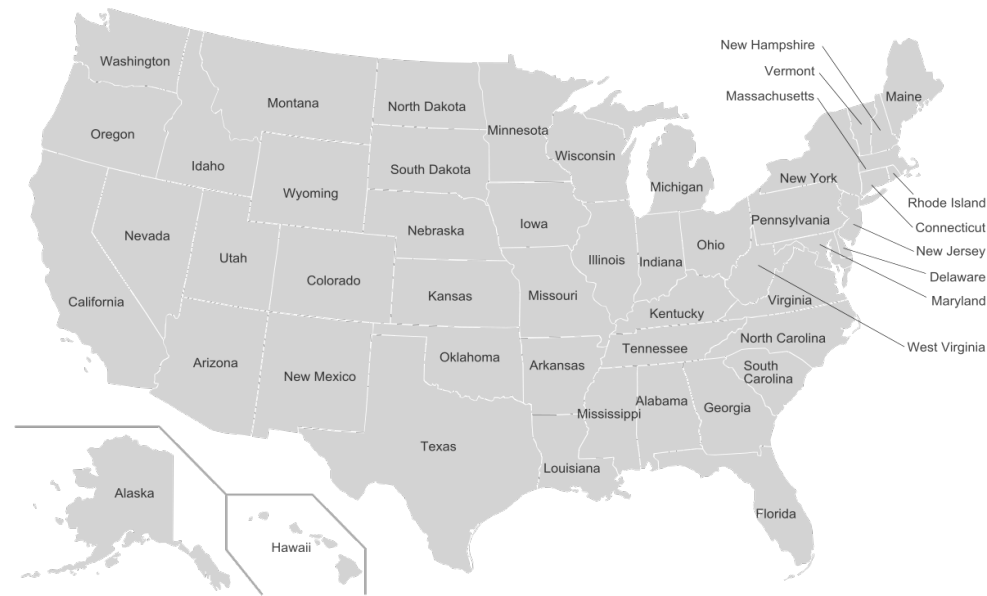 New Hampshire
Vermont
Massachusetts
Washington
Montana
North Dakota
Minnesota
Maine
Oregon
Idaho
South Dakota
Wisconsin
Wyoming
Michigan
New York
Rhode Island
Nevada
Nebraska
Iowa
Pennsylvania
Connecticut
Utah
Illinois
Indiana
Ohio
New Jersey
Colorado
Delaware
California
Kansas
Missouri
Kentucky
Virginia
Maryland
Arizona
New Mexico
Oklahoma
Arkansas
Tennessee
North Carolina
West Virginia
South
Carolina
Mississippi
Alabama
Georgia
Texas
Louisiana
Alaska
Florida
Hawaii